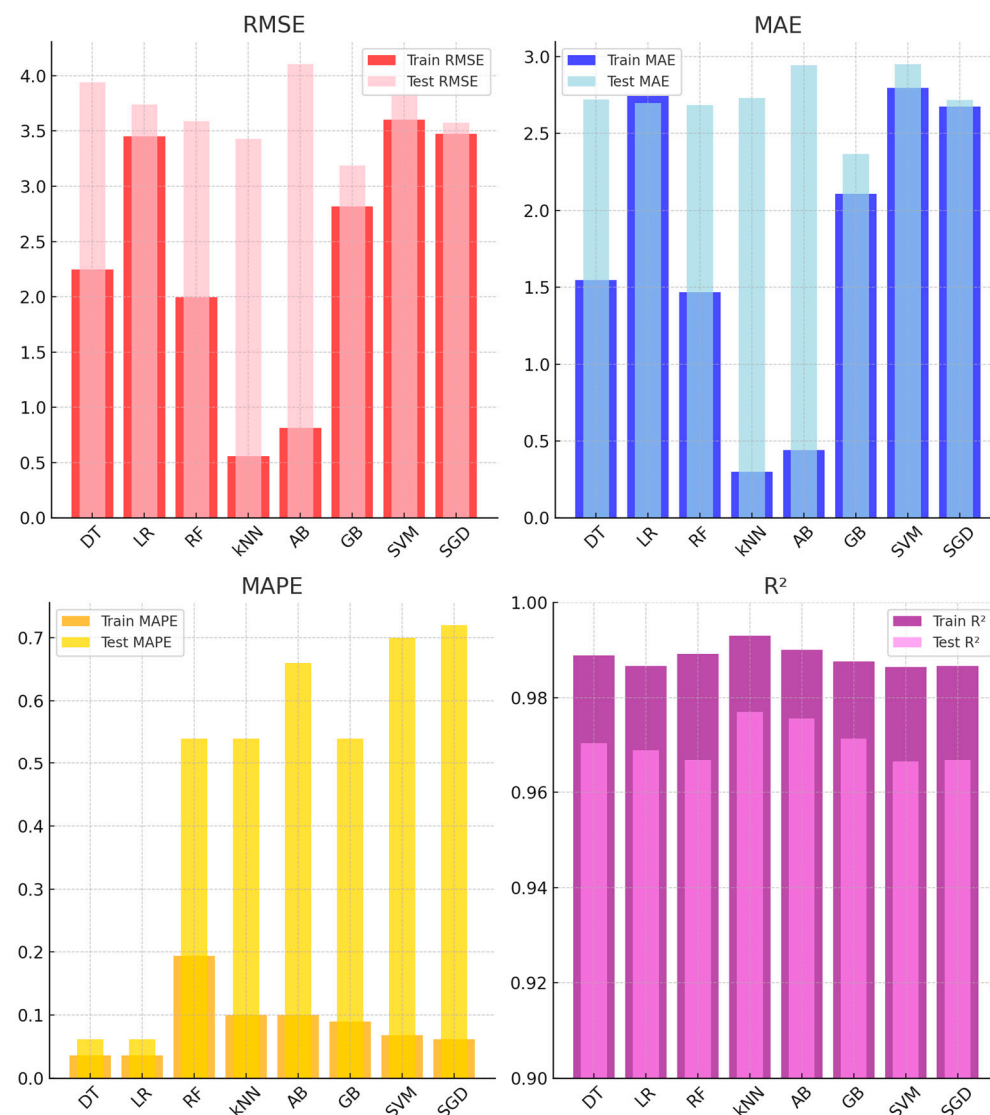 RMSE
Train RMSE
Test RMSE
4.0
3.5
3.0
2.5
2.0
1.5
1.0
0.5
0.0
DT
LR
RF
kNN
AB
GB
SVM
SGD
MAE
Train MAE
Test MAE
3.0
2.5
2.0
1.5
1.0
0.5
0.0
DT
LR
RF
kNN
AB
GB
SVM
SGD
MAPE
Train MAPE
Test MAPE
0.7
0.6
0.5
0.4
0.3
0.2
0.1
0.0
DT
LR
RF
kNN
AB
GB
SVM
SGD
R²
Train R²
Test R²
1.00
0.98
0.96
0.94
0.92
0.90
DT
LR
RF
kNN
AB
GB
SVM
SGD